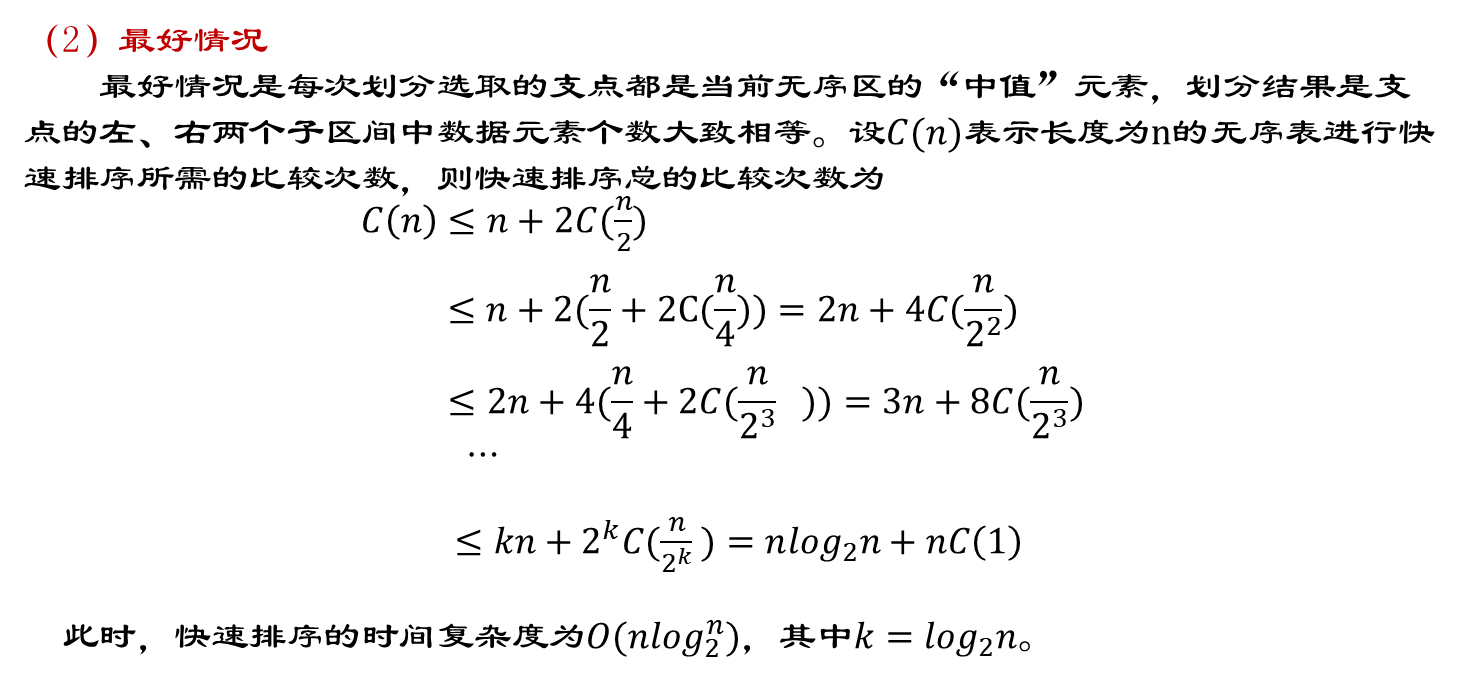 （2）最好情况
最好情况是每次划分选取的支点都是当前无序区的“中值”元素，划分结果是支
点的左、右两个子区间中数据元素个数大致相等。设C(n)表示长度为n的无序表进行快
速排序所需的比较次数，则快速排序总的比较次数为
C(n) ≤ n + 2C(n/2)
≤ n + 2(n/2 + 2C(n/4)) = 2n + 4C(n/2²)
≤ 2n + 4(n/4 + 2C(n/2³ )) = 3n + 8C(n/2³)
…
≤ kn + 2ᵏC(n/2ᵏ) = nlog₂n + nC(1)
此时，快速排序的时间复杂度为O(nlog₂ⁿ)，其中k = log₂n。